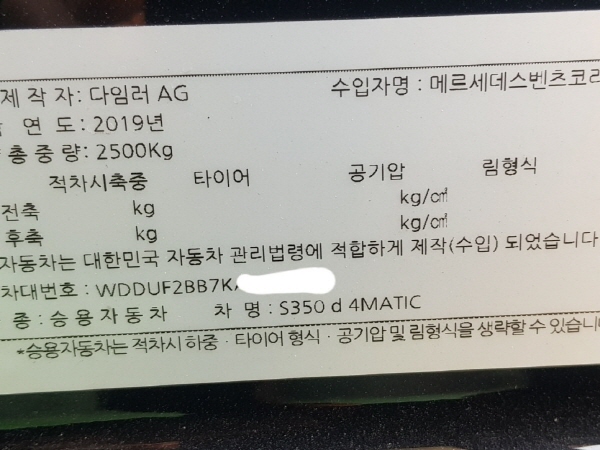 제 작 자: 다임러 AG 수입자명 : 메르세데스벤츠코리
연 도 : 2019년
총 중 량: 2500Kg
적차시축중 타이어 공기압 림형식
전축 kg kg/㎠
후축 kg kg/㎠
자동차는 대한민국 자동차 관리법령에 적합하게 제작(수입) 되었습니다
차대번호 : WDDUF2BB7K
종 : 승용자동차 차 명 : S350 d 4MATIC
*승용자동차는 적차시 하중 · 타이어 형식 · 공기압 및 림형식을 생략할 수 있습니